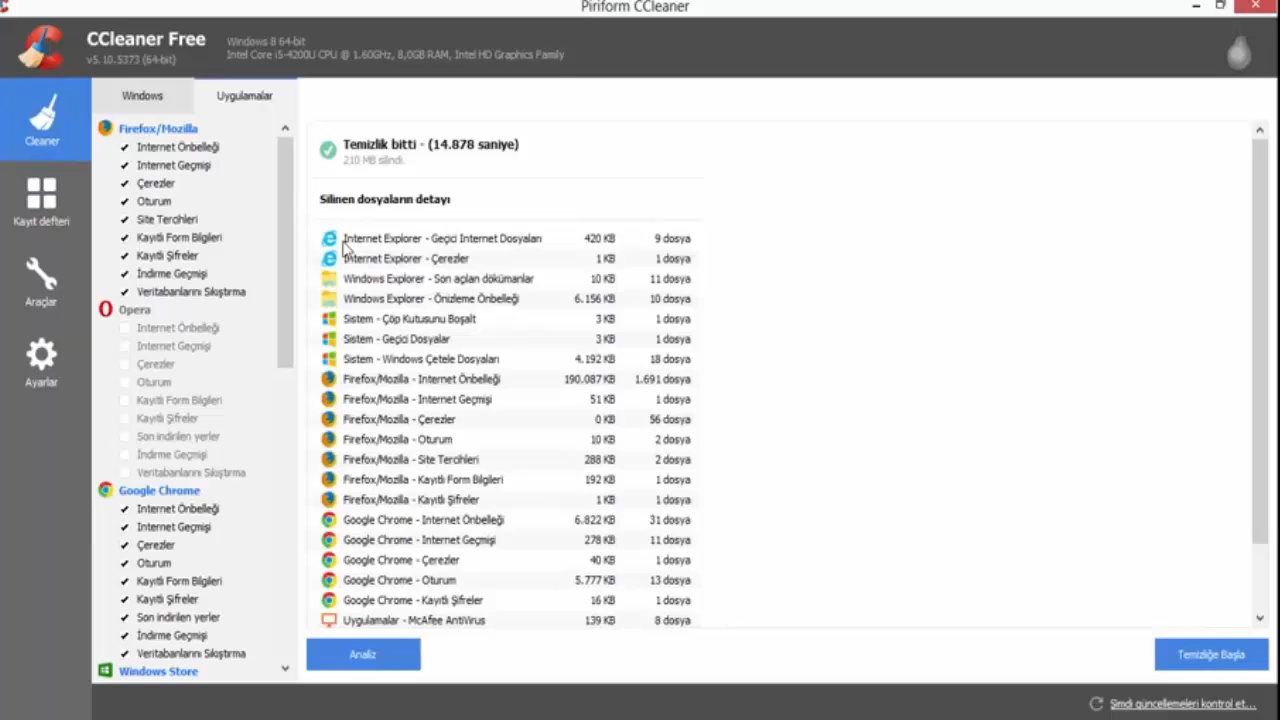 Piriform CCleaner
CCleaner Free
v5.10.5373 (64-bit)
Windows 8 64-bit
Intel Core i5-4200U CPU @ 1.60GHz, 8,0GB RAM, Intel HD Graphics Family
Cleaner
Kayıt defteri
Araçlar
Ayarlar
Windows
Uygulamalar
Firefox/Mozilla
Internet Önbelleği
Internet Geçmişi
Çerezler
Oturum
Site Tercihleri
Kayıtlı Form Bilgileri
Kayıtlı Şifreler
İndirme Geçmişi
Veritabanlarını Sıkıştırma
Opera
Internet Önbelleği
Internet Geçmişi
Çerezler
Oturum
Kayıtlı Form Bilgileri
Kayıtlı Şifreler
Son indirilen yerler
İndirme Geçmişi
Veritabanlarını Sıkıştırma
Google Chrome
Internet Önbelleği
Internet Geçmişi
Çerezler
Oturum
Kayıtlı Form Bilgileri
Kayıtlı Şifreler
Son indirilen yerler
İndirme Geçmişi
Veritabanlarını Sıkıştırma
Windows Store
Temizlik bitti - (14.878 saniye)
210 MB silindi.
Silinen dosyaların detayı
Internet Explorer - Geçici Internet Dosyaları 420 KB 9 dosya
Internet Explorer - Çerezler 1 KB 1 dosya
Windows Explorer - Son açılan dökümanlar 10 KB 11 dosya
Windows Explorer - Önizleme Önbelleği 6.156 KB 10 dosya
Sistem - Çöp Kutusunu Boşalt 3 KB 1 dosya
Sistem - Geçici Dosyalar 3 KB 1 dosya
Sistem - Windows Çetele Dosyaları 4.192 KB 18 dosya
Firefox/Mozilla - Internet Önbelleği 190.087 KB 1.691 dosya
Firefox/Mozilla - Internet Geçmişi 51 KB 1 dosya
Firefox/Mozilla - Çerezler 0 KB 56 dosya
Firefox/Mozilla - Oturum 10 KB 2 dosya
Firefox/Mozilla - Site Tercihleri 288 KB 2 dosya
Firefox/Mozilla - Kayıtlı Form Bilgileri 192 KB 1 dosya
Firefox/Mozilla - Kayıtlı Şifreler 1 KB 1 dosya
Google Chrome - Internet Önbelleği 6.822 KB 31 dosya
Google Chrome - Internet Geçmişi 278 KB 11 dosya
Google Chrome - Çerezler 40 KB 1 dosya
Google Chrome - Oturum 5.777 KB 13 dosya
Google Chrome - Kayıtlı Şifreler 16 KB 1 dosya
Uygulamalar - McAfee AntiVirus 139 KB 8 dosya
Analiz
Temizliğe Başla
Şimdi güncellemeleri kontrol et...